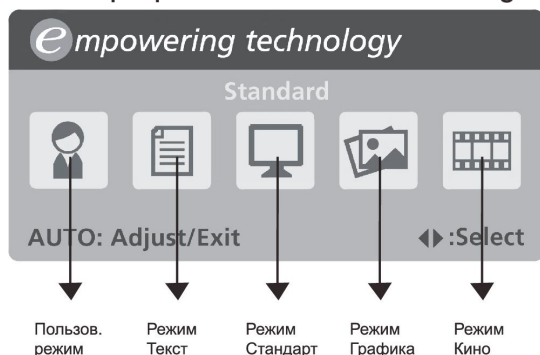 empowering technology
Standard
AUTO: Adjust/Exit :Select
Пользов. Режим Режим Режим Режим
режим Текст Стандарт Графика Кино